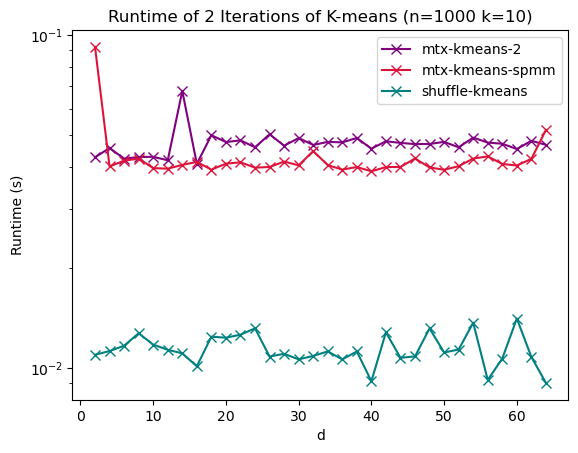 Runtime of 2 Iterations of K-means (n=1000 k=10)
10⁻¹
mtx-kmeans-2
mtx-kmeans-spmm
shuffle-kmeans
Runtime (s)
10⁻²
0 10 20 30 40 50 60
d